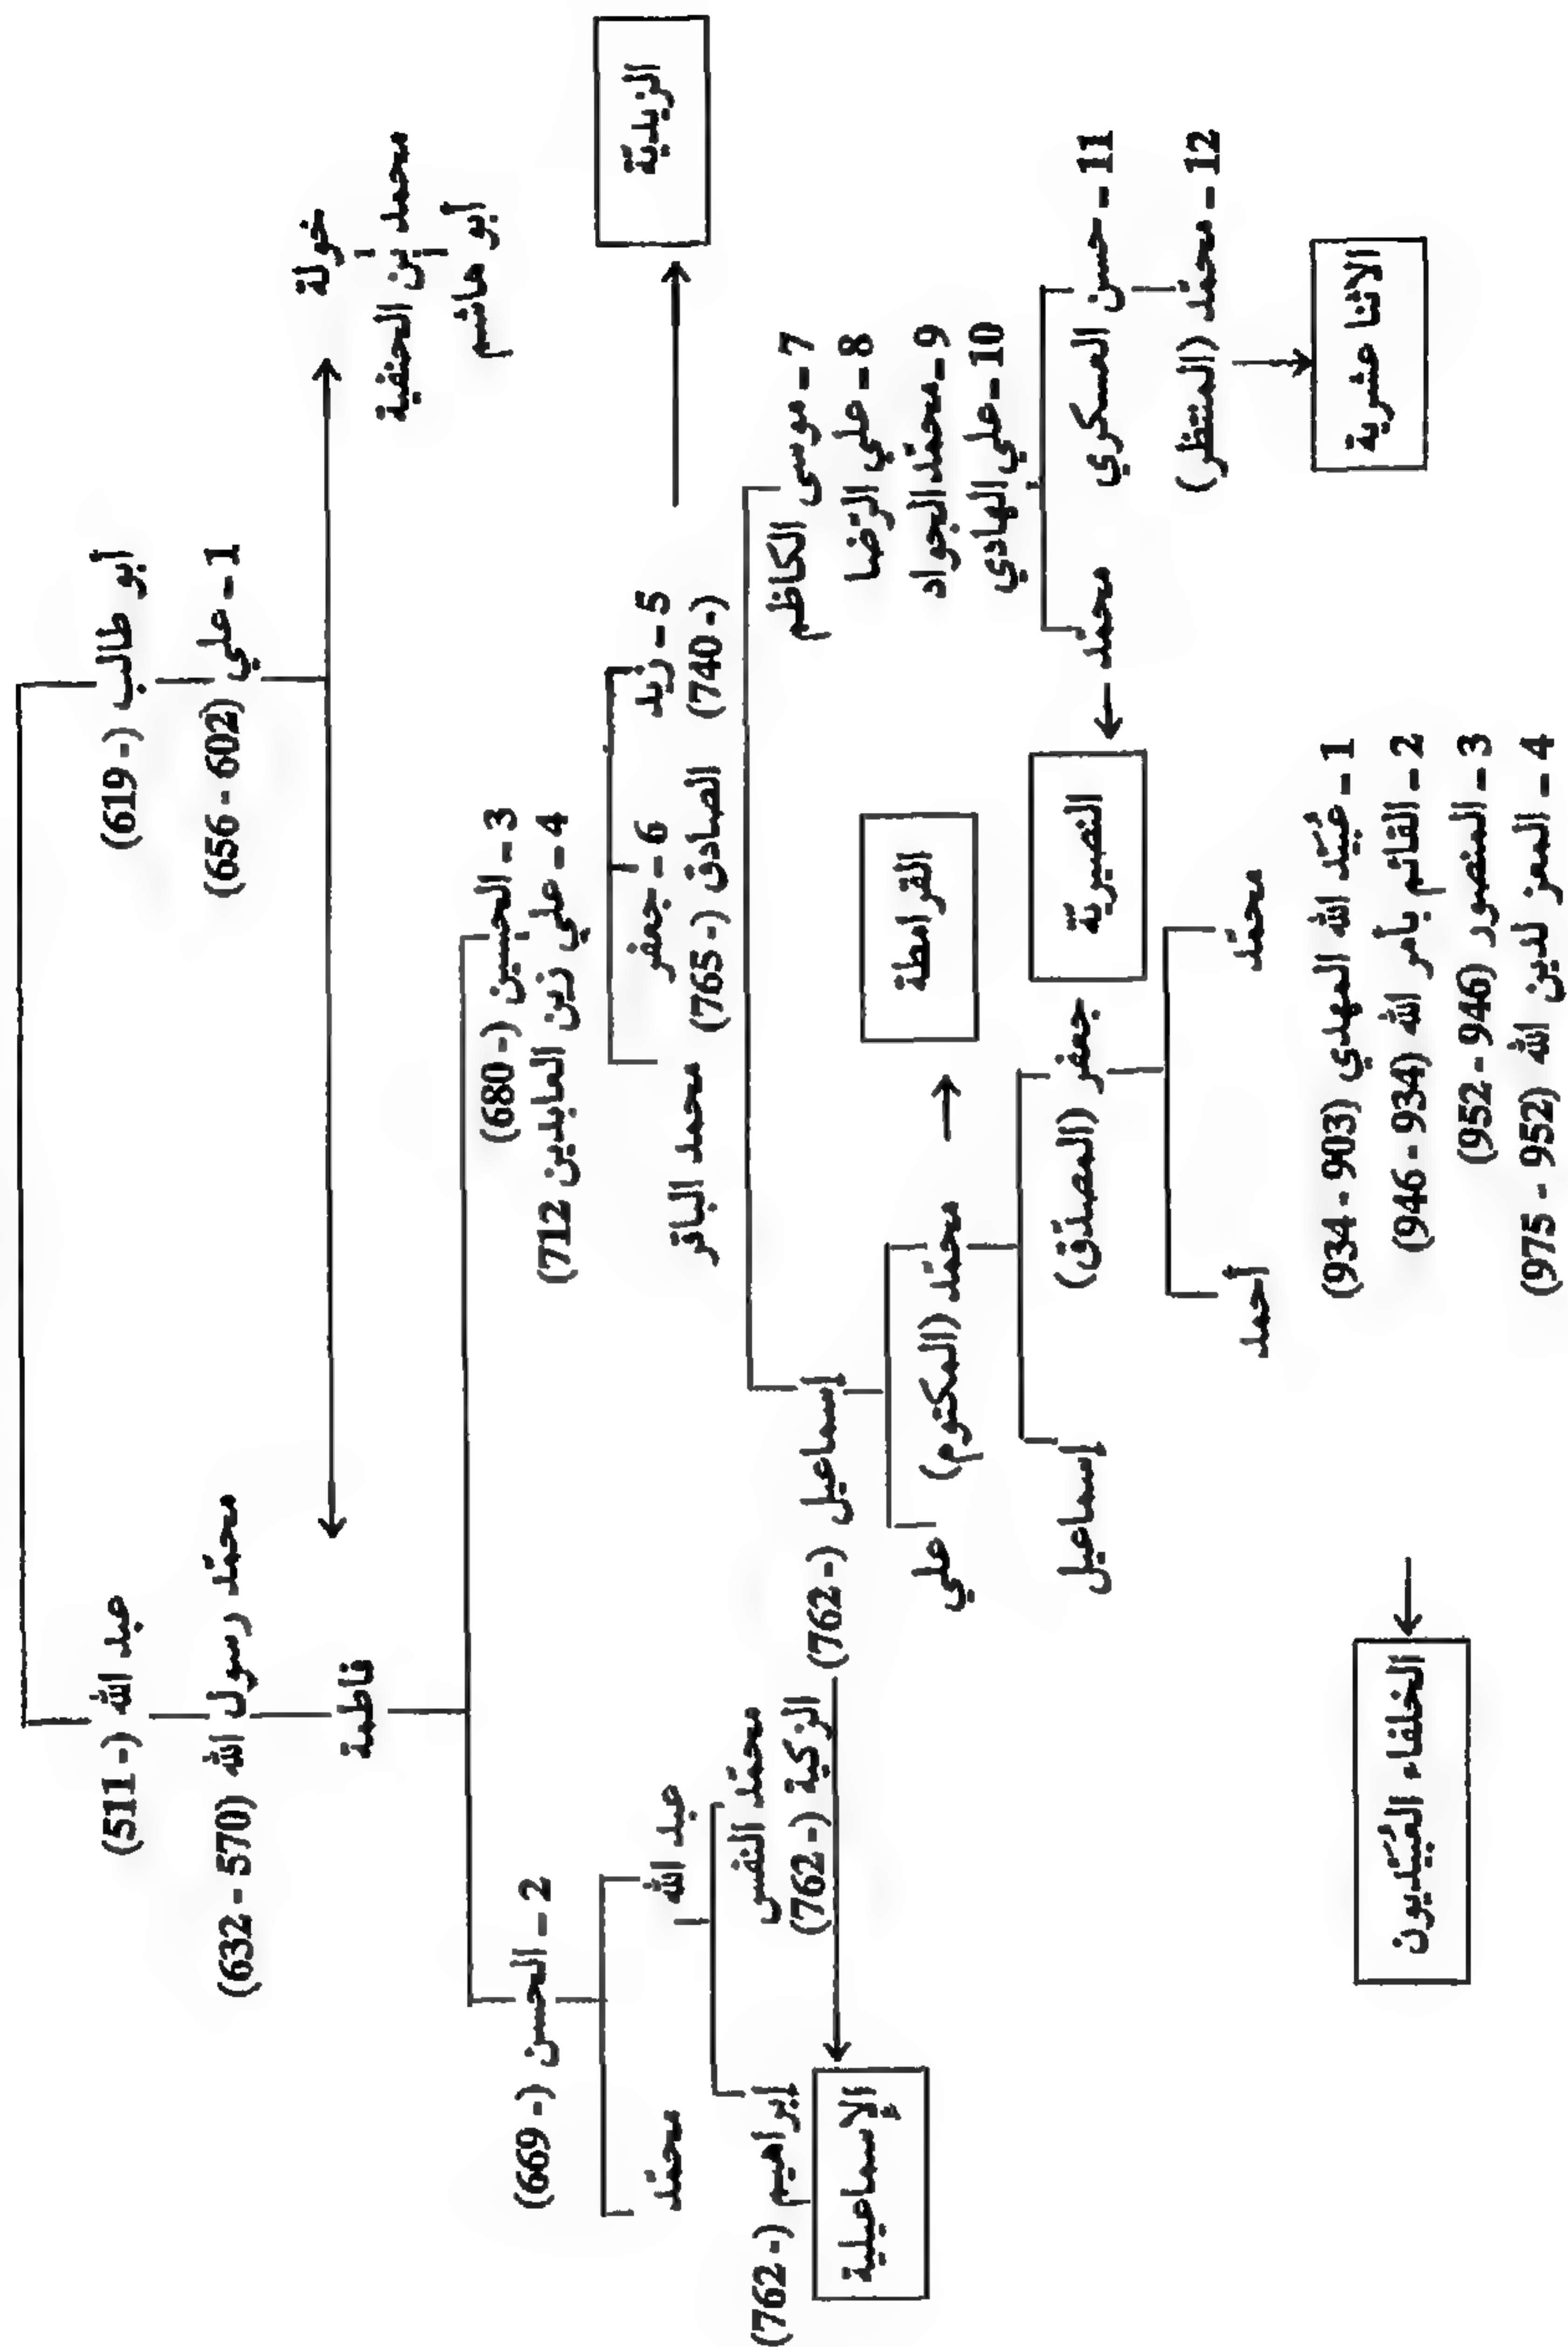 أبو طالب (- 619)
عبد الله (- 511)
1 - علي (602 - 656)
محمّد رسول الله (570 - 632)
خولة
فاطمة
محمد بن الحنفية
أبو هاشم
3 - الحسين (- 680)
2 - الحسن (- 669)
4 - علي زين العابدين 712)
الزيديّة
5 - زيد
(- 740)
6 - جعفر
الصادق (- 765)
محمد الباقر
عبد الله
محمّد
محمّد النفس
الزكية (- 762)
إبراهيم (- 762)
7 - موسى
الكاظم
8 - علي الرّضا
9 - محمّد الجواد
10 - علي الهادي
إسماعيل (- 762)
الإسماعيلية
القرامطة
محمّد (المكتوم)
علي
11 - حسن العسكري
محمّد
النصيريّة
جعفر (المصدّق)
إسماعيل
12 - محمّد (المنتظر)
محمّد
أحمد
الاثنا عشرية
1 - عُبَيْد الله المهدي (903 - 934)
2 - القائم بأمر الله (934 - 946)
3 - المنصور (946 - 952)
4 - المعز لدين الله (952 - 975)
الخلفاء العُبَيْديون